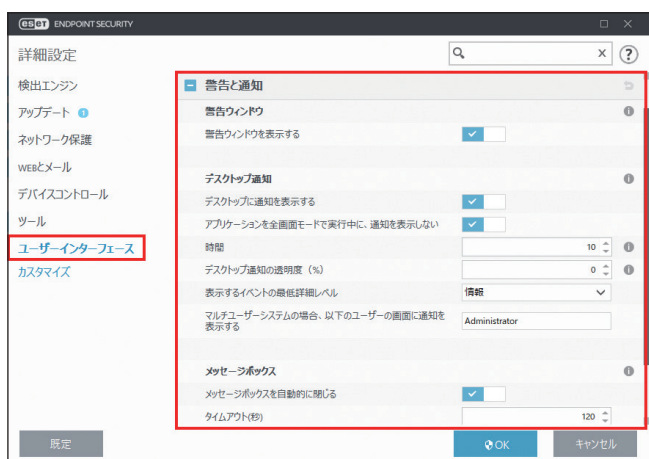 eset ENDPOINT SECURITY
詳細設定
x ?
検出エンジン
アップデート 1
ネットワーク保護
WEBとメール
デバイスコントロール
ツール
ユーザーインターフェース
カスタマイズ
警告と通知
警告ウィンドウ
警告ウィンドウを表示する
デスクトップ通知
デスクトップに通知を表示する
アプリケーションを全画面モードで実行中に、通知を表示しない
時間 10
デスクトップ通知の透明度（%） 0
表示するイベントの最低詳細レベル 情報
マルチユーザーシステムの場合、以下のユーザーの画面に通知を
表示する Administrator
メッセージボックス
メッセージボックスを自動的に閉じる
タイムアウト(秒) 120
既定 OK キャンセル